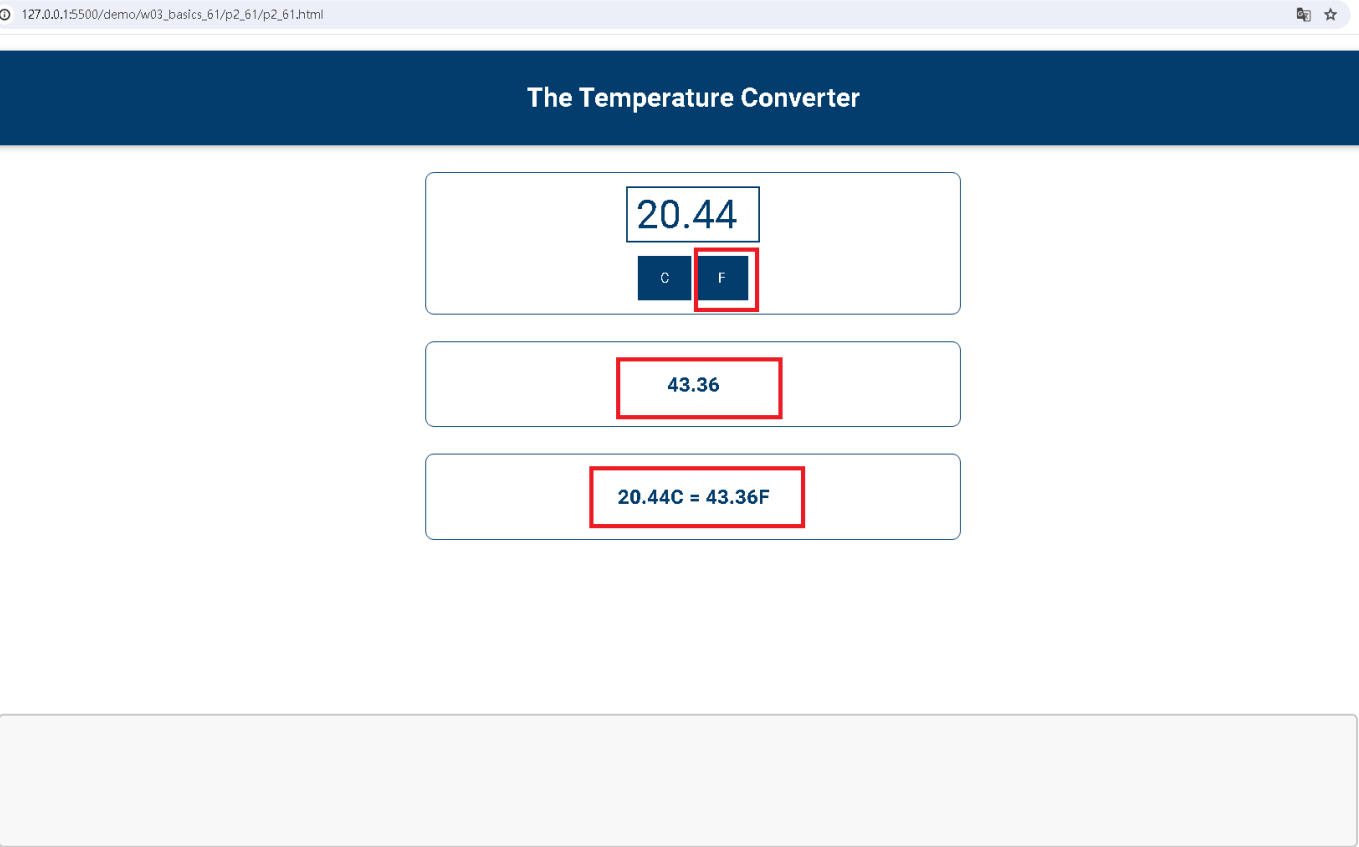 127.0.0.1:5500/demo/w03_basics_61/p2_61/p2_61.html
The Temperature Converter
20.44
C F
43.36
20.44C = 43.36F